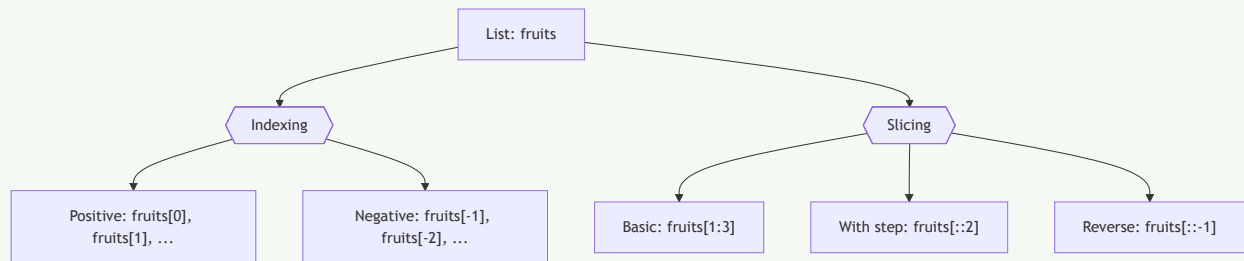 List: fruits
Indexing
Slicing
Positive: fruits[0],
fruits[1], ...
Negative: fruits[-1],
fruits[-2], ...
Basic: fruits[1:3]
With step: fruits[::2]
Reverse: fruits[::-1]